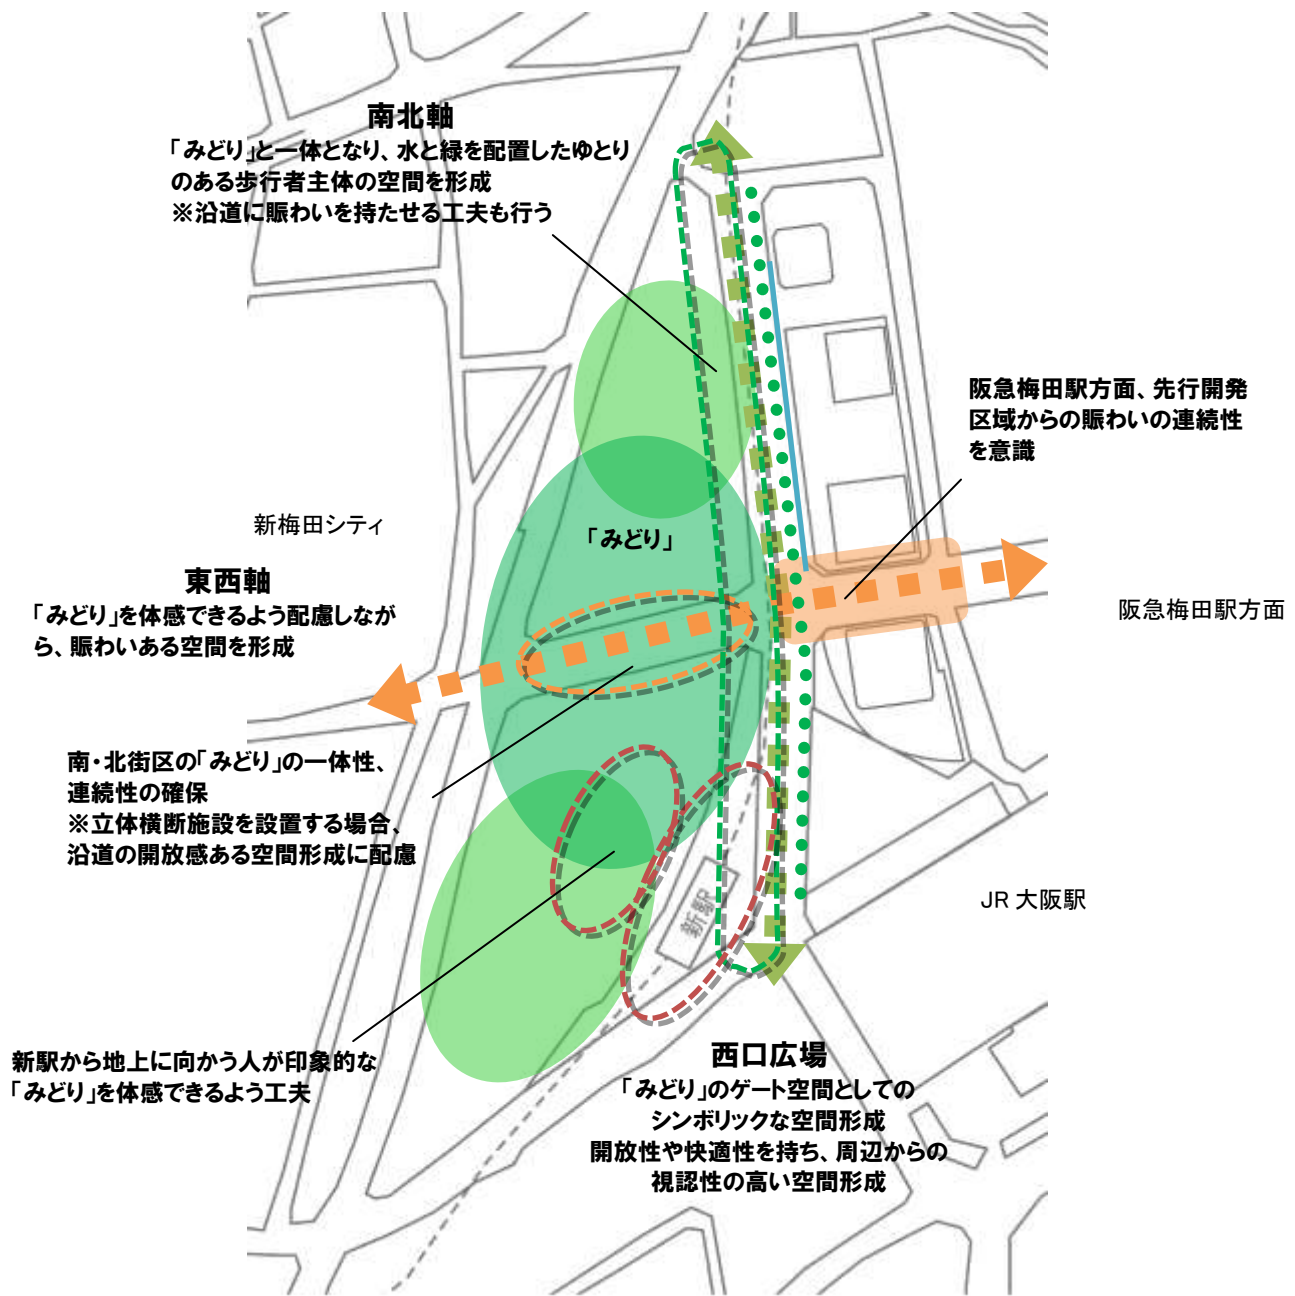 南北軸
「みどり」と一体となり、水と緑を配置したゆとり
のある歩行者主体の空間を形成
※沿道に賑わいを持たせる工夫も行う
阪急梅田駅方面、先行開発
区域からの賑わいの連続性
を意識
新梅田シティ
「みどり」
東西軸
「みどり」を体感できるよう配慮しなが
ら、賑わいある空間を形成
阪急梅田駅方面
南・北街区の「みどり」の一体性、
連続性の確保
※立体横断施設を設置する場合、
沿道の開放感ある空間形成に配慮
新駅
JR 大阪駅
新駅から地上に向かう人が印象的な
「みどり」を体感できるよう工夫
西口広場
「みどり」のゲート空間としての
シンボリックな空間形成
開放性や快適性を持ち、周辺からの
視認性の高い空間形成